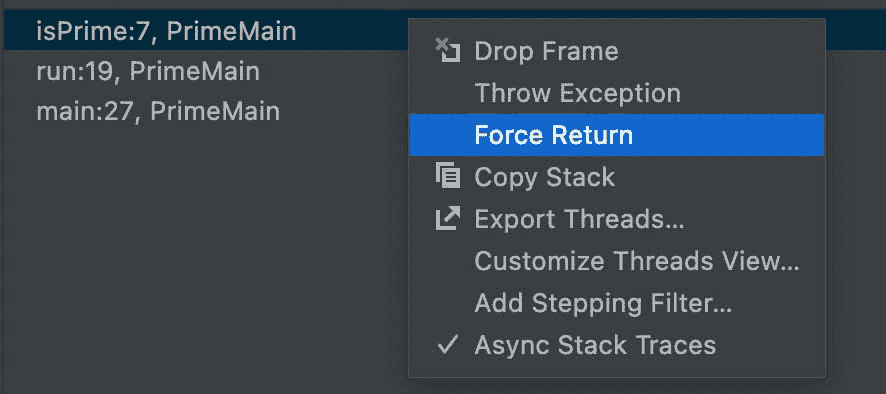 isPrime:7, PrimeMain
run:19, PrimeMain
main:27, PrimeMain
Drop Frame
Throw Exception
Force Return
Copy Stack
Export Threads...
Customize Threads View...
Add Stepping Filter...
Async Stack Traces